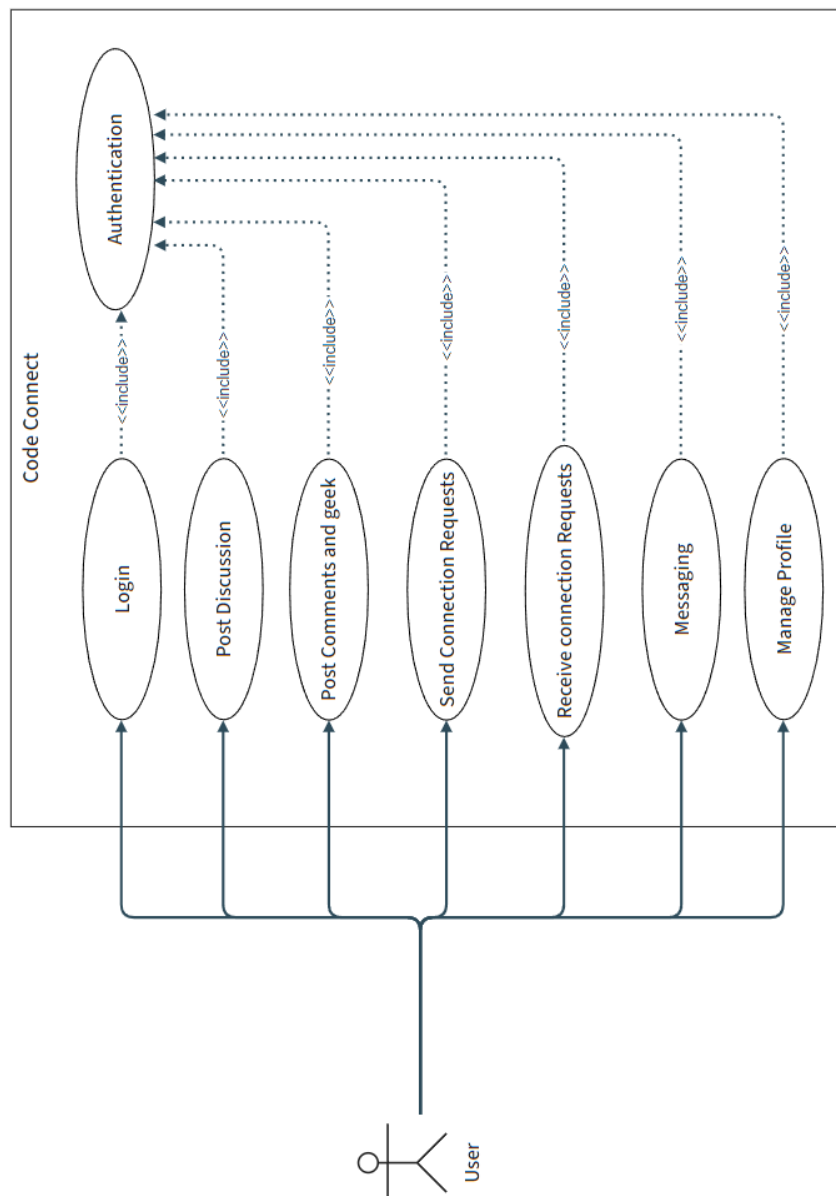 Code Connect
User
Login
Post Discussion
Post Comments and geek
Send Connection Requests
Receive connection Requests
Messaging
Manage Profile
<<include>>
<<include>>
<<include>>
<<include>>
<<include>>
<<include>>
<<include>>
Authentication